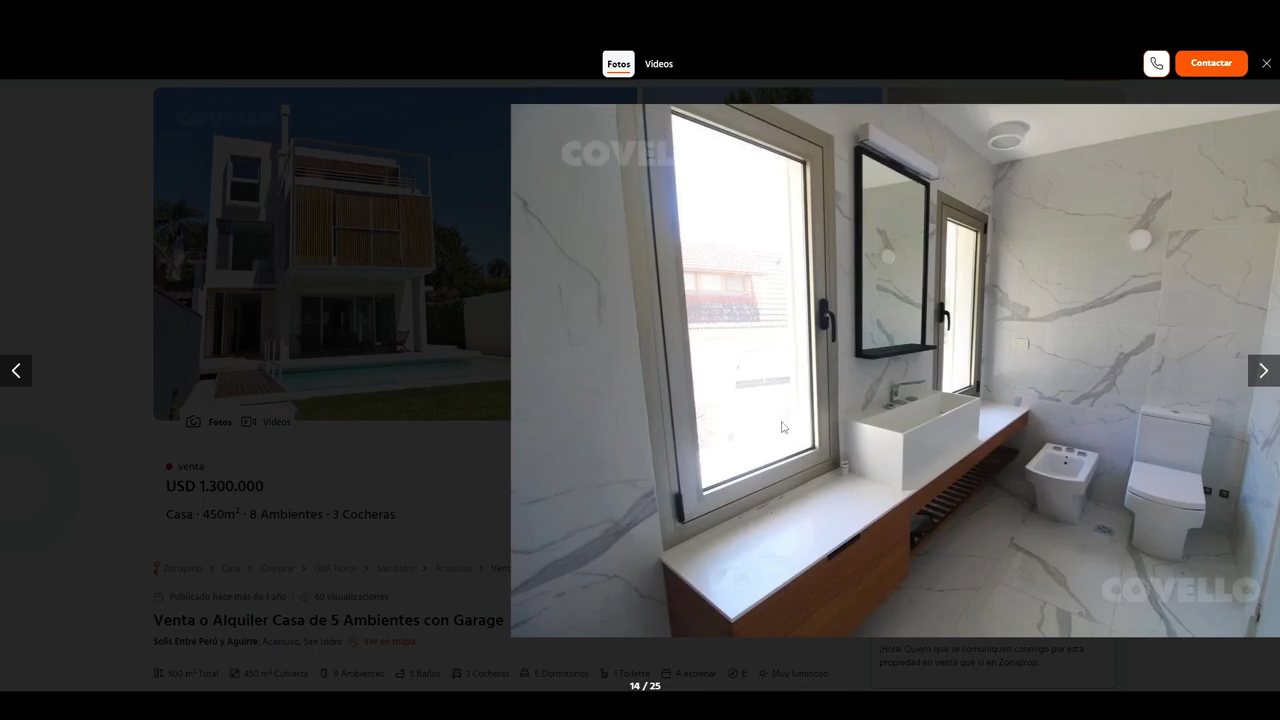 Fotos Videos
Contactar
COVELLO
COVEL
Fotos Videos
venta
USD 1.300.000
Casa · 450m² · 8 Ambientes · 3 Cocheras
Zonaprop > Casa > Comprar > GBA Norte > San Isidro > Acassuso > Vent
Publicado hace más de 1 año | 60 visualizaciones
Venta o Alquiler Casa de 5 Ambientes con Garage
Solís Entre Perú y Aguirre, Acassuso, San Isidro Ver en mapa
500 m² Total 450 m² Cubierta 8 Ambientes 5 Baños 3 Cocheras 5 Dormitorios 1 Toilette A estrenar E Muy luminoso
COVELLO
¡Hola! Quiero que se comuniquen conmigo por esta
propiedad en venta que vi en Zonaprop.
14 / 25